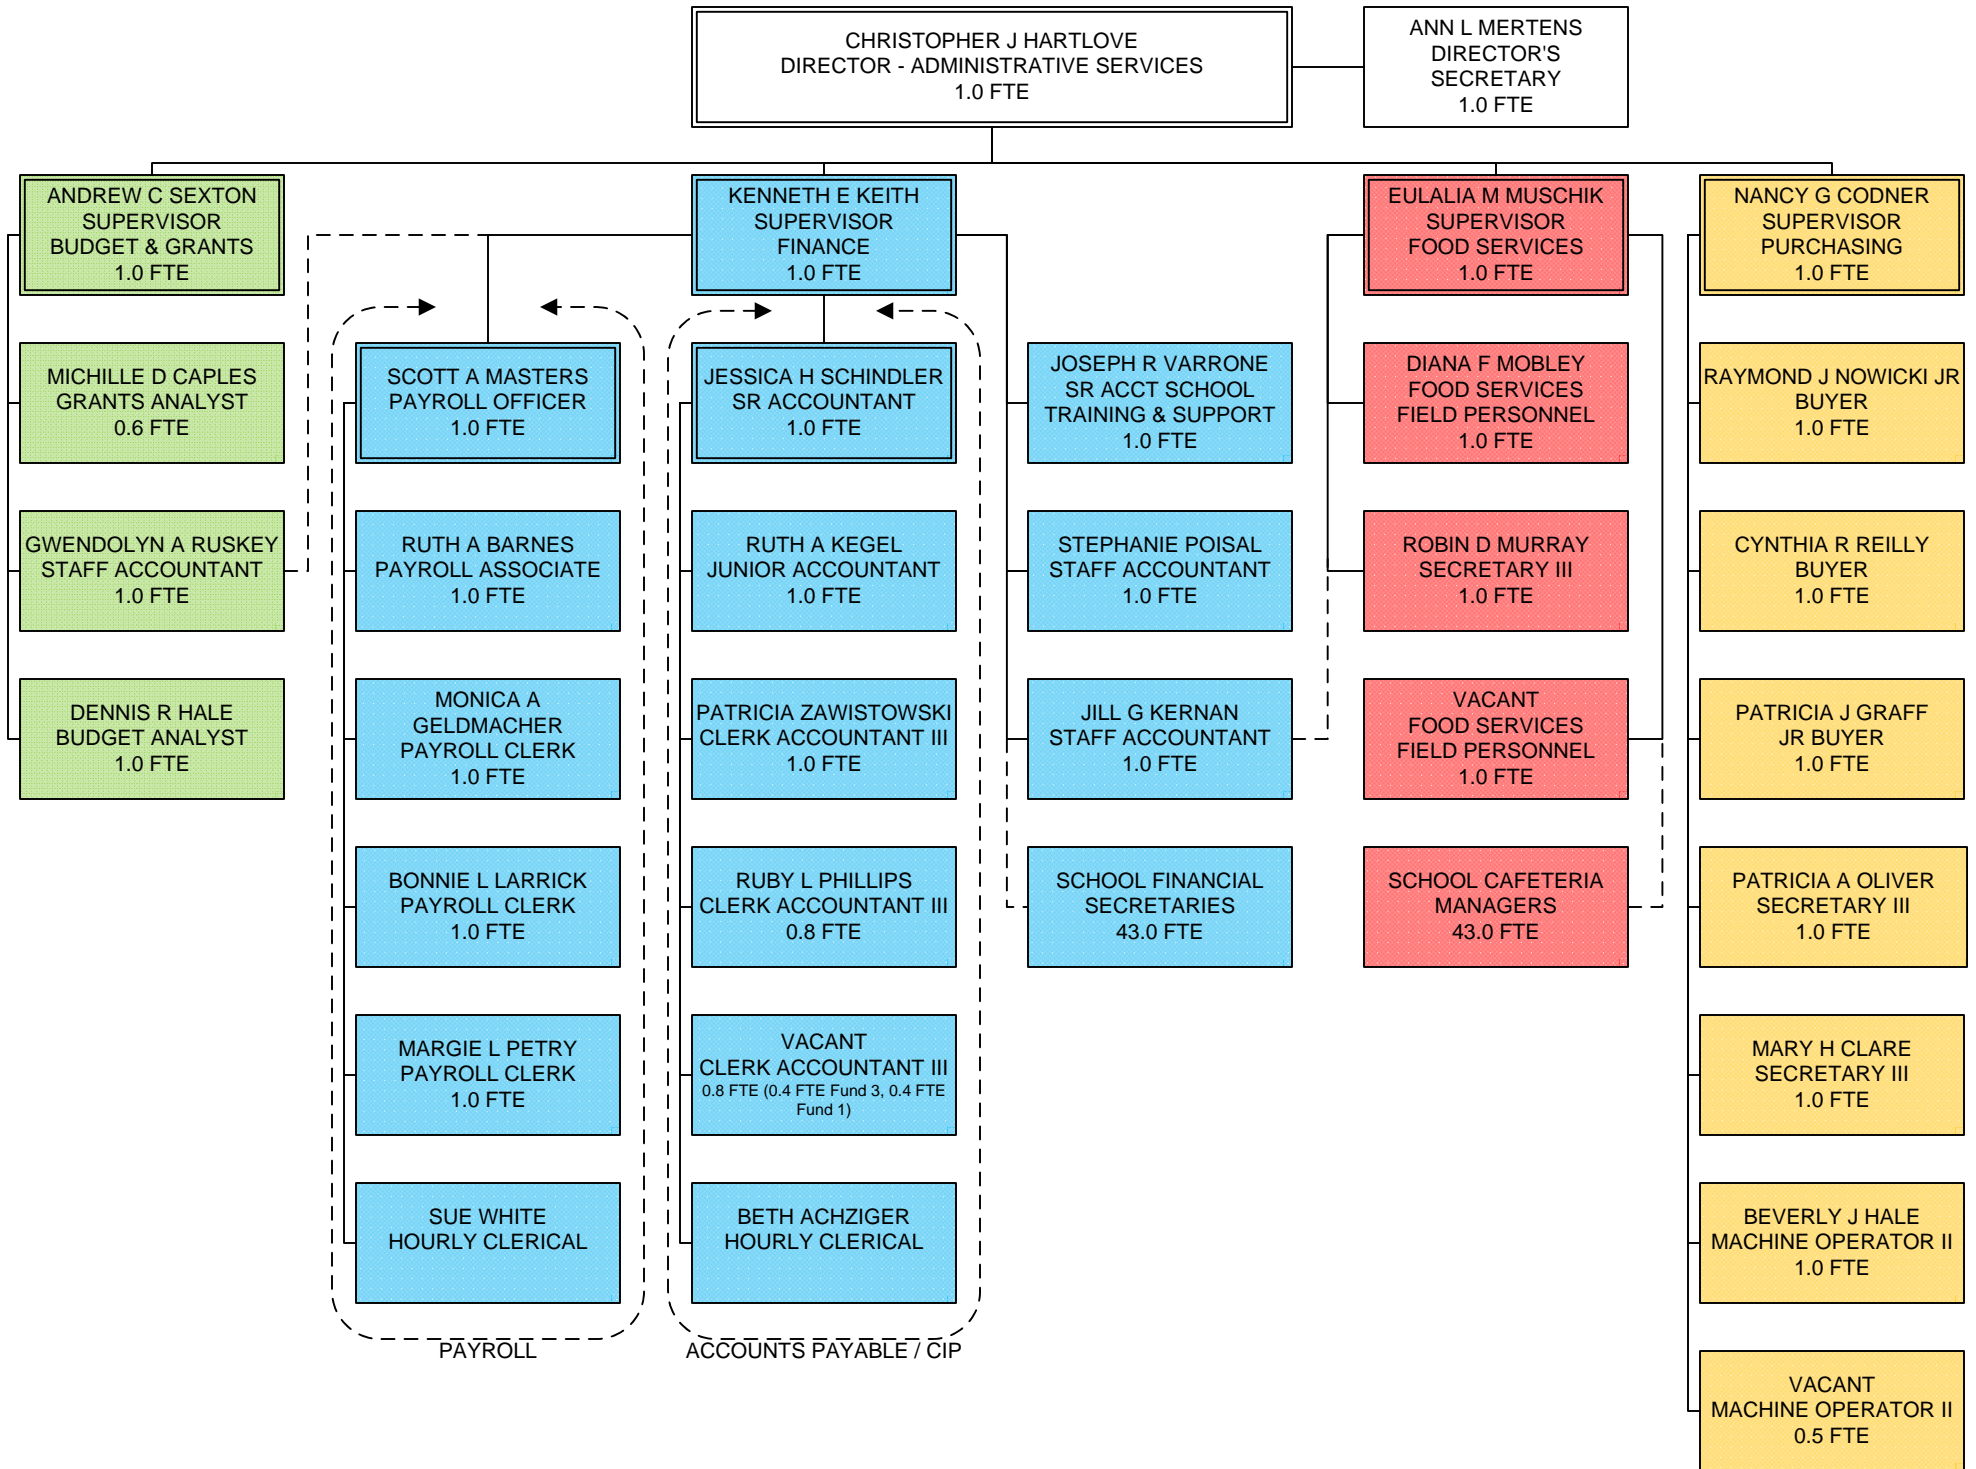 CHRISTOPHER J HARTLOVE
DIRECTOR - ADMINISTRATIVE SERVICES
1.0 FTE
ANN L MERTENS
DIRECTOR'S
SECRETARY
1.0 FTE
ANDREW C SEXTON
SUPERVISOR
BUDGET & GRANTS
1.0 FTE
KENNETH E KEITH
SUPERVISOR
FINANCE
1.0 FTE
EULALIA M MUSCHIK
SUPERVISOR
FOOD SERVICES
1.0 FTE
NANCY G CODNER
SUPERVISOR
PURCHASING
1.0 FTE
MICHILLE D CAPLES
GRANTS ANALYST
0.6 FTE
SCOTT A MASTERS
PAYROLL OFFICER
1.0 FTE
JESSICA H SCHINDLER
SR ACCOUNTANT
1.0 FTE
JOSEPH R VARRONE
SR ACCT SCHOOL
TRAINING & SUPPORT
1.0 FTE
DIANA F MOBLEY
FOOD SERVICES
FIELD PERSONNEL
1.0 FTE
RAYMOND J NOWICKI JR
BUYER
1.0 FTE
GWENDOLYN A RUSKEY
STAFF ACCOUNTANT
1.0 FTE
RUTH A BARNES
PAYROLL ASSOCIATE
1.0 FTE
RUTH A KEGEL
JUNIOR ACCOUNTANT
1.0 FTE
STEPHANIE POISAL
STAFF ACCOUNTANT
1.0 FTE
ROBIN D MURRAY
SECRETARY III
1.0 FTE
CYNTHIA R REILLY
BUYER
1.0 FTE
DENNIS R HALE
BUDGET ANALYST
1.0 FTE
MONICA A
GELDMACHER
PAYROLL CLERK
1.0 FTE
PATRICIA ZAWISTOWSKI
CLERK ACCOUNTANT III
1.0 FTE
JILL G KERNAN
STAFF ACCOUNTANT
1.0 FTE
VACANT
FOOD SERVICES
FIELD PERSONNEL
1.0 FTE
PATRICIA J GRAFF
JR BUYER
1.0 FTE
BONNIE L LARRICK
PAYROLL CLERK
1.0 FTE
RUBY L PHILLIPS
CLERK ACCOUNTANT III
0.8 FTE
SCHOOL FINANCIAL
SECRETARIES
43.0 FTE
SCHOOL CAFETERIA
MANAGERS
43.0 FTE
PATRICIA A OLIVER
SECRETARY III
1.0 FTE
MARGIE L PETRY
PAYROLL CLERK
1.0 FTE
VACANT
CLERK ACCOUNTANT III
0.8 FTE (0.4 FTE Fund 3, 0.4 FTE
Fund 1)
MARY H CLARE
SECRETARY III
1.0 FTE
SUE WHITE
HOURLY CLERICAL
BETH ACHZIGER
HOURLY CLERICAL
BEVERLY J HALE
MACHINE OPERATOR II
1.0 FTE
PAYROLL
ACCOUNTS PAYABLE / CIP
VACANT
MACHINE OPERATOR II
0.5 FTE